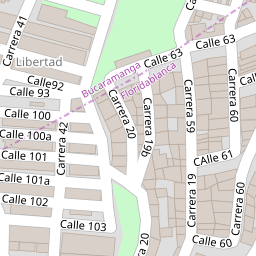 Carrera 41
Calle 63
Calle 63
Libertad
Bucaramanga
Floridablanca
Calle92
Calle 93
Calle 100
Calle 100a
Calle 101
Calle 101a
Calle 102
Calle 103
Carrera 42
Carrera 20
Carrera 19b
Carrera 59
Carrera 60
CAlle 61
Carrera 19
Carrera 60
Calle 60
20